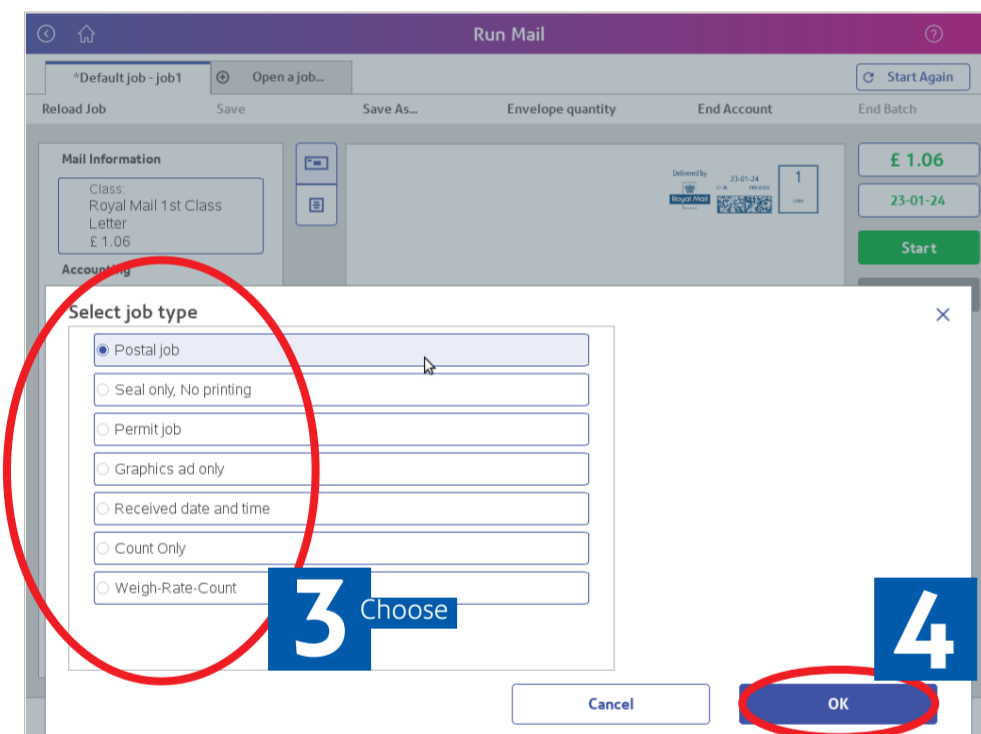 Run Mail
?
*Default job - job1
Open a job...
Start Again
Reload Job
Save
Save As...
Envelope quantity
End Account
End Batch
Mail Information
Class:
Royal Mail 1st Class
Letter
£ 1.06
Accounting
Delivered by
Royal Mail
23-01-24
1
£ 1.06
23-01-24
Start
Select job type
Postal job
Seal only, No printing
Permit job
Graphics ad only
Received date and time
Count Only
Weigh-Rate-Count
3 Choose
4
Cancel
OK